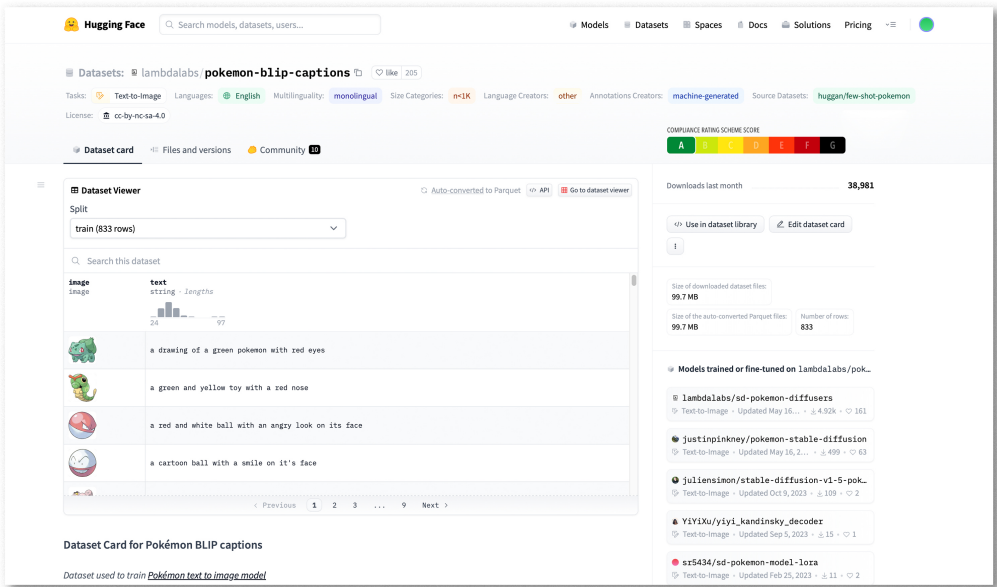 Hugging Face
Search models, datasets, users...
Models
Datasets
Spaces
Docs
Solutions
Pricing
Datasets: lambdalabs/pokemon-blip-captions
like 205
Tasks: Text-to-Image Languages: English Multilinguality: monolingual Size Categories: n<1K Language Creators: other Annotations Creators: machine-generated Source Datasets: huggan/few-shot-pokemon
License: cc-by-nc-sa-4.0
Dataset card
Files and versions
Community 10
COMPLIANCE RATING SCHEME SCORE
A B C D E F G
Dataset Viewer
Auto-converted to Parquet
API
Go to dataset viewer
Split
train (833 rows)
Search this dataset
image
image
text
string · lengths
24 97
a drawing of a green pokemon with red eyes
a green and yellow toy with a red nose
a red and white ball with an angry look on its face
a cartoon ball with a smile on it's face
< Previous 1 2 3 ... 9 Next >
Dataset Card for Pokémon BLIP captions
Dataset used to train Pokémon text to image model
Downloads last month 38,981
Use in dataset library
Edit dataset card
Size of downloaded dataset files:
99.7 MB
Size of the auto-converted Parquet files:
99.7 MB
Number of rows:
833
Models trained or fine-tuned on lambdalabs/pok…
lambdalabs/sd-pokemon-diffusers
Text-to-Image · Updated May 16… · 4.92k · 161
justinpinkney/pokemon-stable-diffusion
Text-to-Image · Updated May 16, 2… · 499 · 63
juliensimon/stable-diffusion-v1-5-pok…
Text-to-Image · Updated Oct 9, 2023 · 109 · 2
YiYiXu/yiyi_kandinsky_decoder
Text-to-Image · Updated Sep 5, 2023 · 15 · 1
sr5434/sd-pokemon-model-lora
Text-to-Image · Updated Feb 25, 2023 · 11 · 2